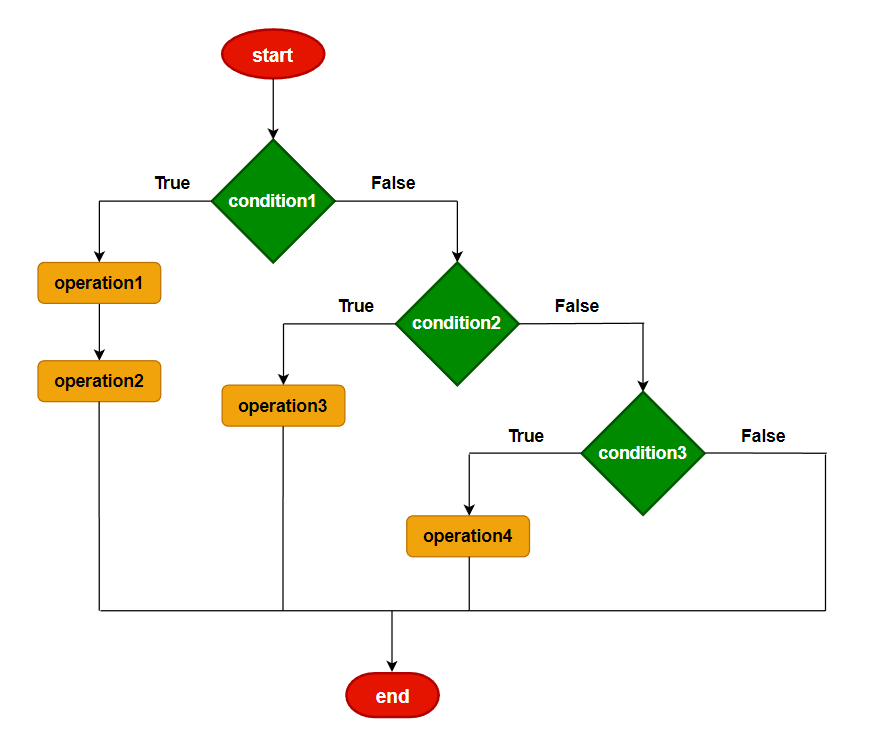 start
True
False
condition1
operation1
True
False
condition2
operation2
operation3
True
False
condition3
operation4
end